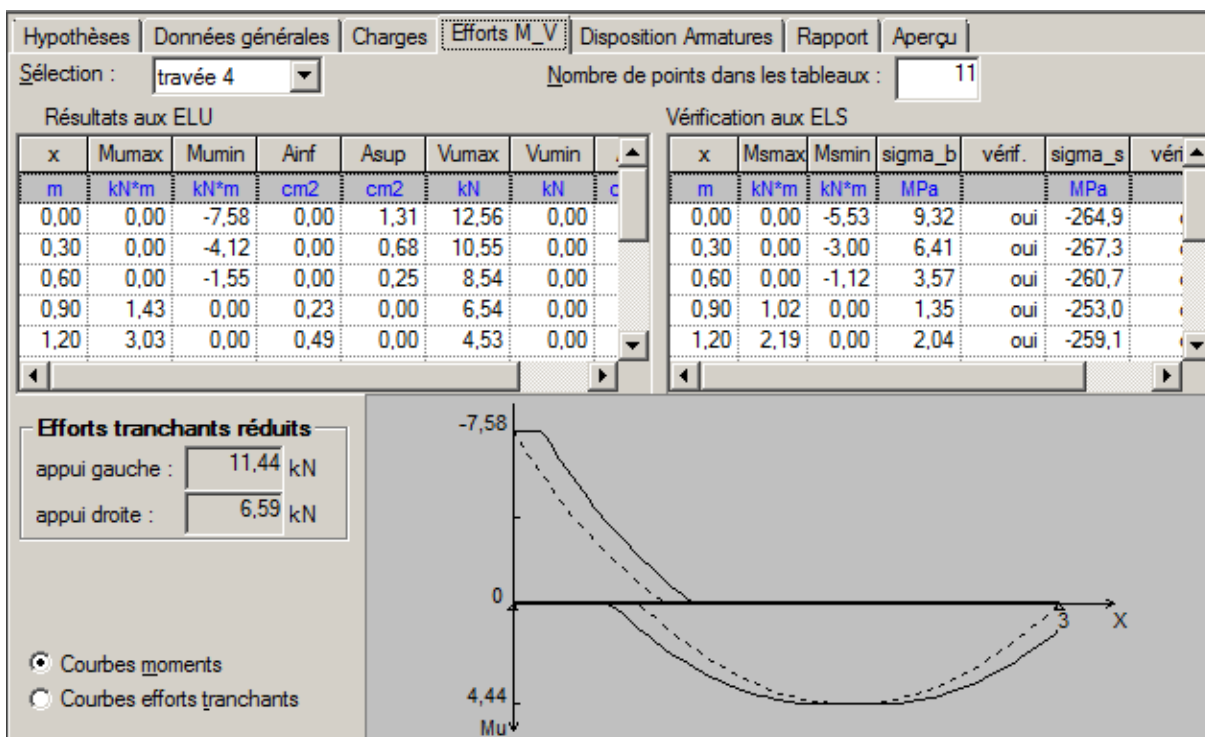 Hypothèses Données générales Charges Efforts M_V Disposition Armatures Rapport Aperçu
Sélection : travée 4 Nombre de points dans les tableaux : 11
Résultats aux ELU Vérification aux ELS
x Mumax Mumin Ainf Asup Vumax Vumin x Msmax Msmin sigma_b vérif. sigma_s véri
m kN*m kN*m cm2 cm2 kN kN c m kN*m kN*m MPa MPa
0,00 0,00 -7,58 0,00 1,31 12,56 0,00 0,00 0,00 -5,53 9,32 oui -264,9
0,30 0,00 -4,12 0,00 0,68 10,55 0,00 0,30 0,00 -3,00 6,41 oui -267,3
0,60 0,00 -1,55 0,00 0,25 8,54 0,00 0,60 0,00 -1,12 3,57 oui -260,7
0,90 1,43 0,00 0,23 0,00 6,54 0,00 0,90 1,02 0,00 1,35 oui -253,0
1,20 3,03 0,00 0,49 0,00 4,53 0,00 1,20 2,19 0,00 2,04 oui -259,1
Efforts tranchants réduits
appui gauche : 11,44 kN
appui droite : 6,59 kN
Courbes moments
Courbes efforts tranchants
-7,58
0
3 X
4,44
Mu